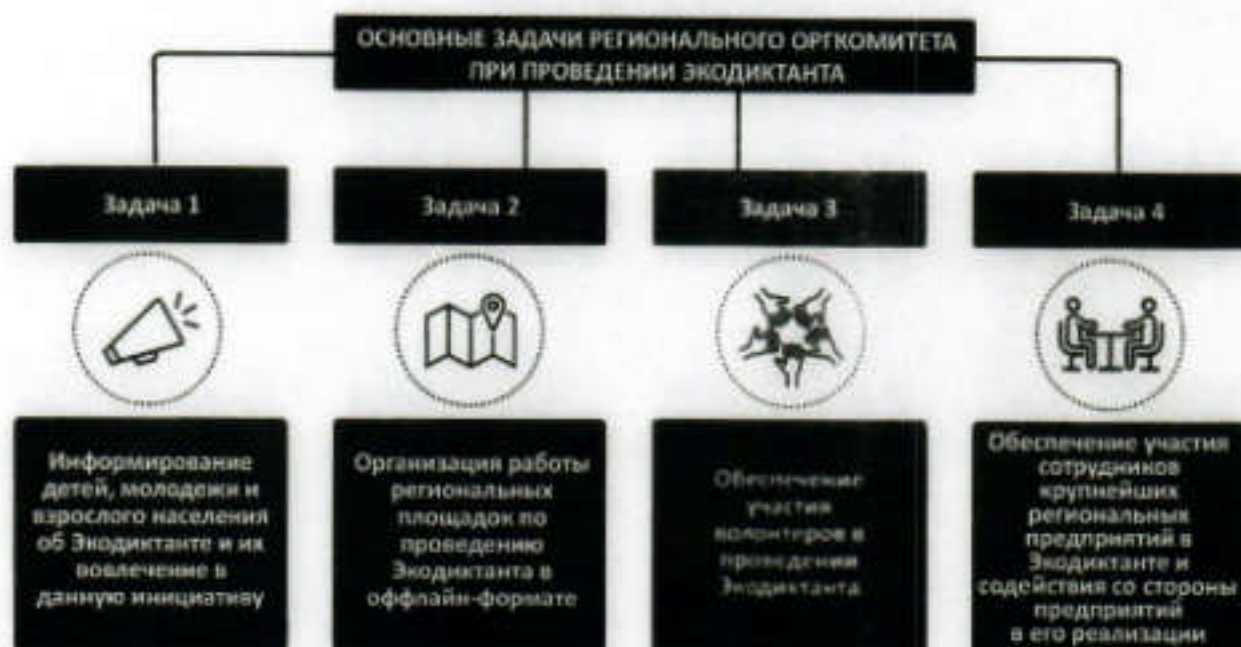 ОСНОВНЫЕ ЗАДАЧИ РЕГИОНАЛЬНОГО ОРГКОМИТЕТА
ПРИ ПРОВЕДЕНИИ ЭКОДИКТАНТА
Задача 1
Информирование
детей, молодежи и
взрослого населения
об Экодиктанте и их
вовлечение в
данную инициативу
Задача 2
Организация работы
региональных
площадок по
проведению
Экодиктанта в
оффлайн-формате
Задача 3
Обеспечение
участия
волонтеров в
проведении
Экодиктанта
Задача 4
Обеспечение участия
сотрудников
крупнейших
региональных
предприятий в
Экодиктанте и
содействия со стороны
предприятий
в его реализации